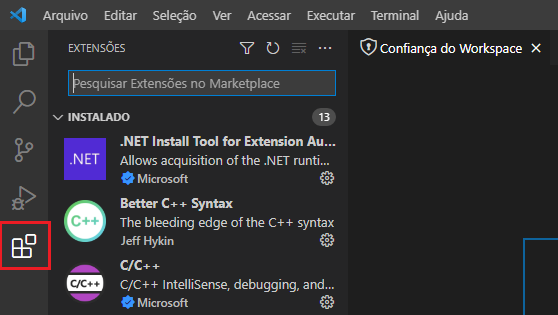 Arquivo Editar Seleção Ver Acessar Executar Terminal Ajuda
EXTENSÕES
Confiança do Workspace
Pesquisar Extensões no Marketplace
INSTALADO 13
.NET Install Tool for Extension Au...
.NET
Allows acquisition of the .NET runti...
Microsoft
Better C++ Syntax
C++
The bleeding edge of the C++ syntax
Jeff Hykin
C/C++
C/C++
C/C++ IntelliSense, debugging, and...
Microsoft